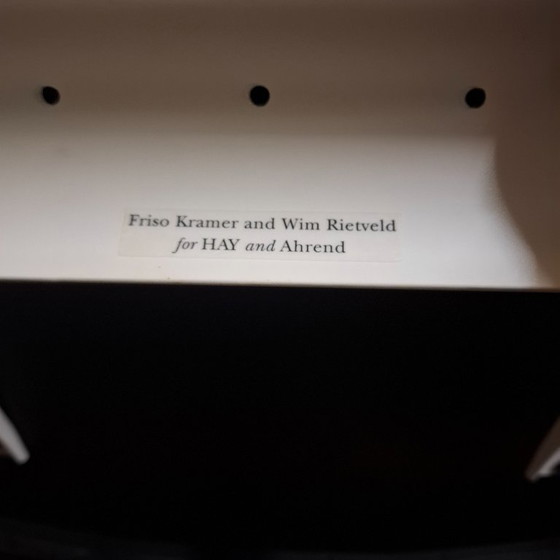 Friso Kramer and Wim Rietveld
for HAY and Ahrend